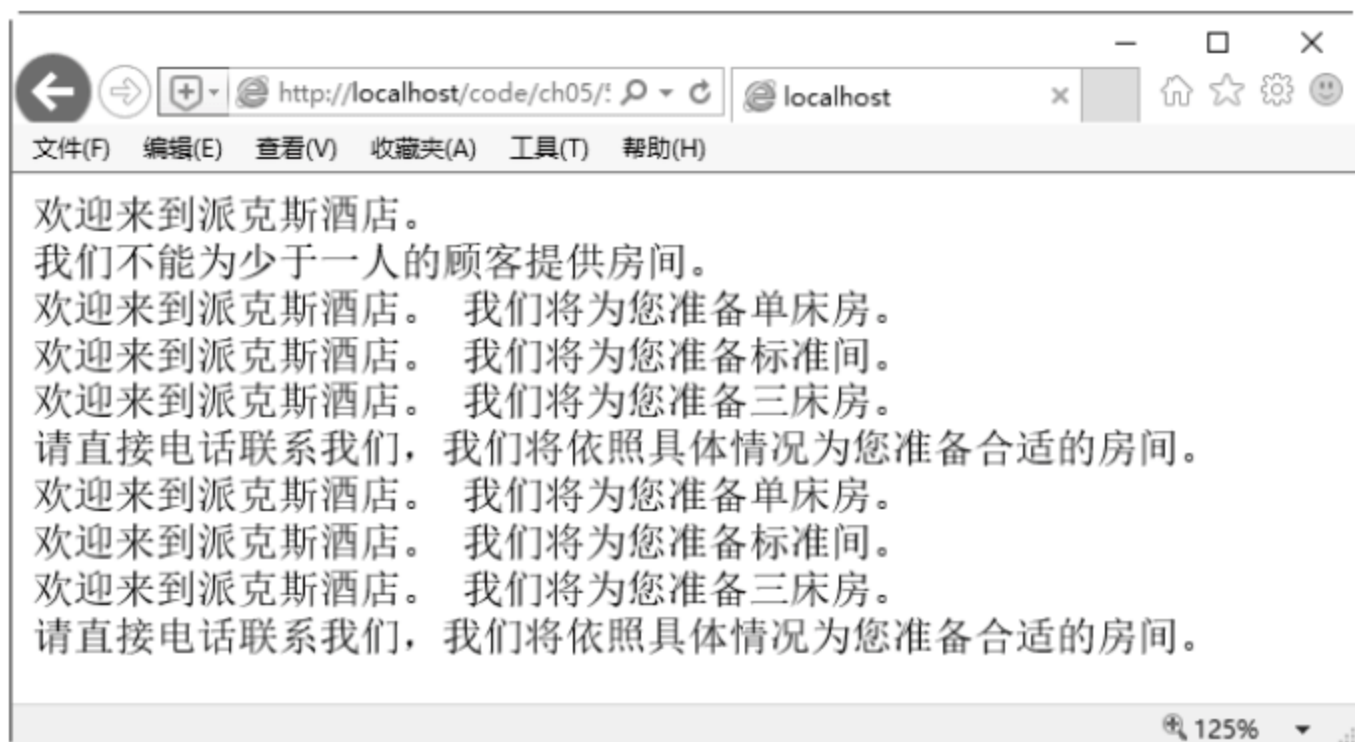 http://localhost/code/ch05/
localhost
文件(F) 编辑(E) 查看(V) 收藏夹(A) 工具(T) 帮助(H)
欢迎来到派克斯酒店。
我们不能为少于一人的顾客提供房间。
欢迎来到派克斯酒店。 我们将为您准备单床房。
欢迎来到派克斯酒店。 我们将为您准备标准间。
欢迎来到派克斯酒店。 我们将为您准备三床房。
请直接电话联系我们，我们将依照具体情况为您准备合适的房间。
欢迎来到派克斯酒店。 我们将为您准备单床房。
欢迎来到派克斯酒店。 我们将为您准备标准间。
欢迎来到派克斯酒店。 我们将为您准备三床房。
请直接电话联系我们，我们将依照具体情况为您准备合适的房间。
125%